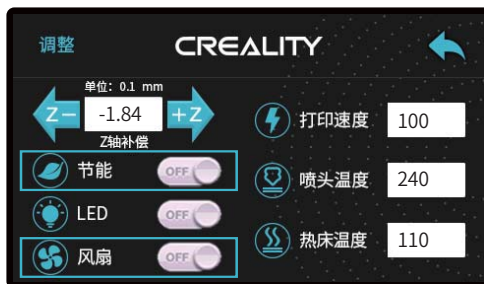 调整
CREALITY
单位: 0.1 mm
Z－ -1.84 +Z
Z轴补偿
节能 OFF
LED OFF
风扇 OFF
打印速度 100
喷头温度 240
热床温度 110